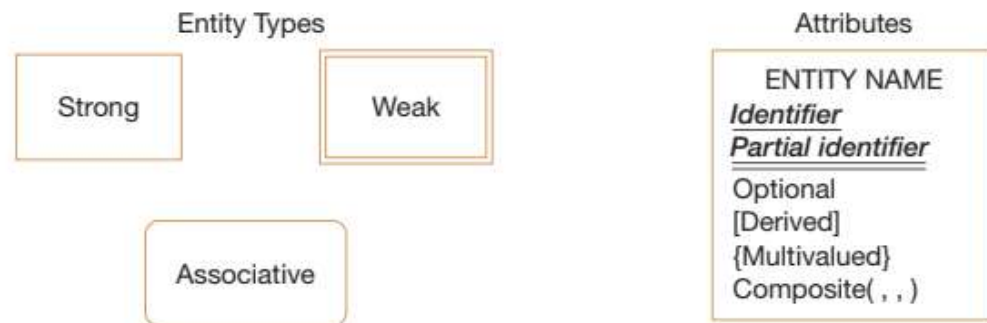 Entity Types
Strong
Weak
Associative
Attributes
ENTITY NAME
Identifier
Partial identifier
Optional
[Derived]
{Multivalued}
Composite( , , )